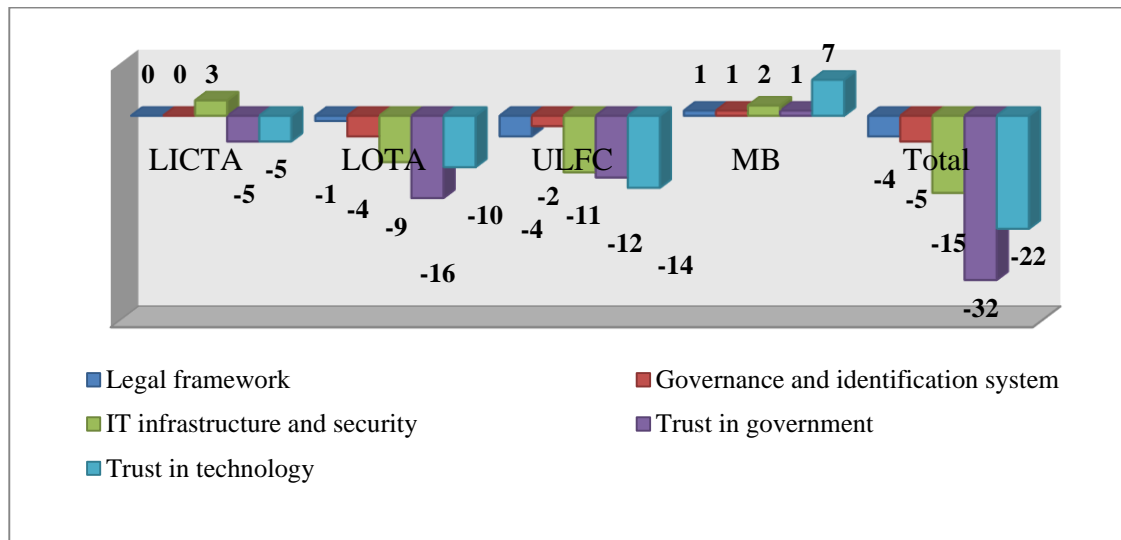 0 0 3 1 1 2 1 7
LICTA LOTA ULFC MB Total
-5 -5 -1 -4 -9 -16 -10 -4 -2 -11 -12 -14 -4 -5 -15 -32 -22
Legal framework
Governance and identification system
IT infrastructure and security
Trust in government
Trust in technology